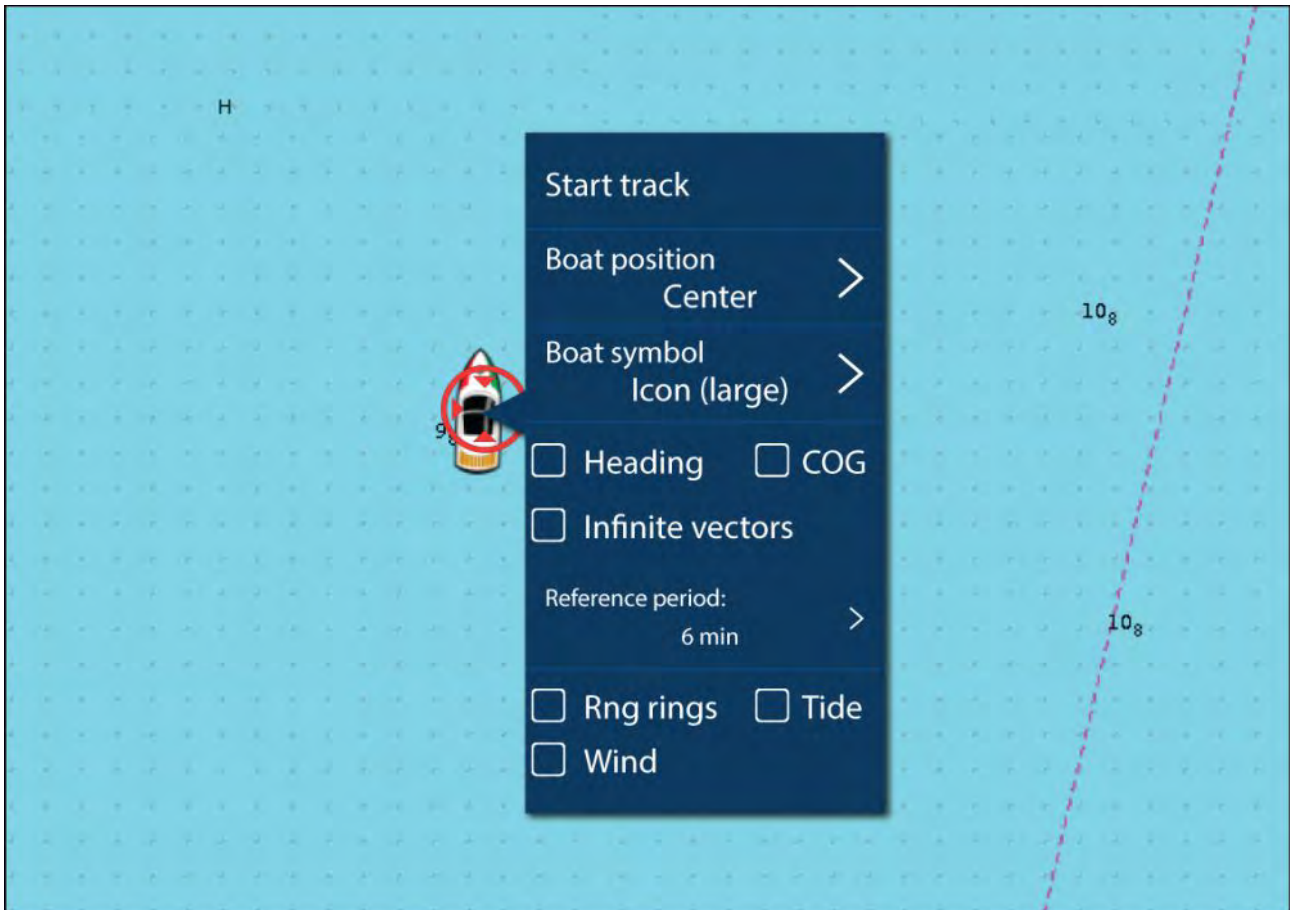 H
Start track
Boat position
Center
10₈
Boat symbol
Icon (large)
Heading COG
Infinite vectors
Reference period:
6 min
10₈
Rng rings Tide
Wind